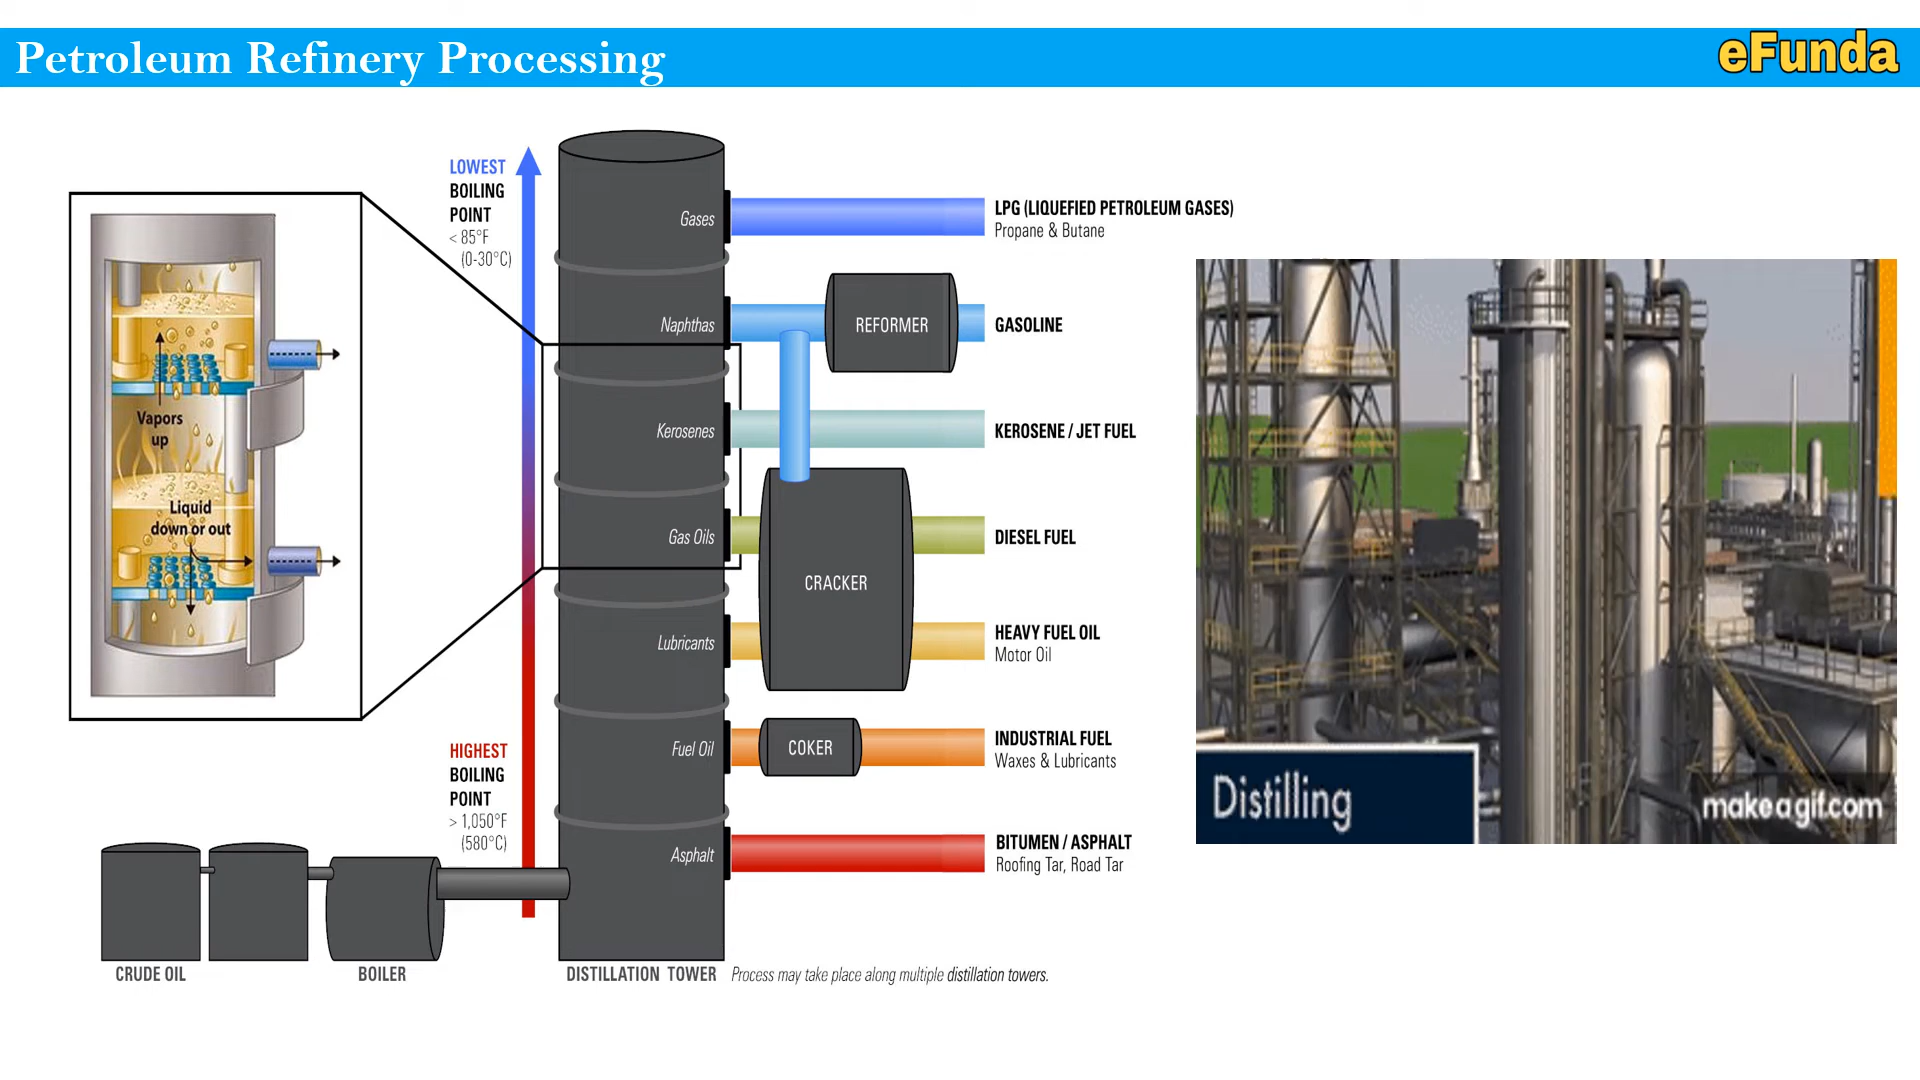 Petroleum Refinery Processing
eFunda
LOWEST
BOILING
POINT
< 85°F
(0-30°C)
Vapors
up
Liquid
down or out
HIGHEST
BOILING
POINT
> 1,050°F
(580°C)
Gases
Naphthas
Kerosenes
Gas Oils
Lubricants
Fuel Oil
Asphalt
REFORMER
CRACKER
COKER
LPG (LIQUEFIED PETROLEUM GASES)
Propane & Butane
GASOLINE
KEROSENE / JET FUEL
DIESEL FUEL
HEAVY FUEL OIL
Motor Oil
INDUSTRIAL FUEL
Waxes & Lubricants
BITUMEN / ASPHALT
Roofing Tar, Road Tar
CRUDE OIL
BOILER
DISTILLATION TOWER
Process may take place along multiple distillation towers.
Distilling
makeagif.com